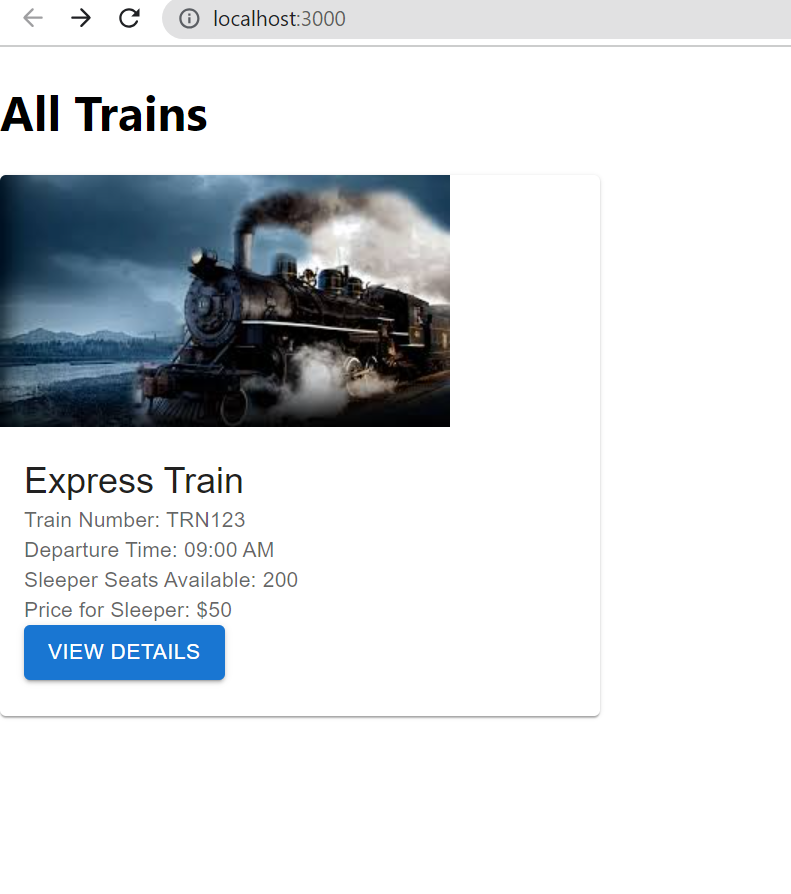 localhost:3000
All Trains
Express Train
Train Number: TRN123
Departure Time: 09:00 AM
Sleeper Seats Available: 200
Price for Sleeper: $50
VIEW DETAILS